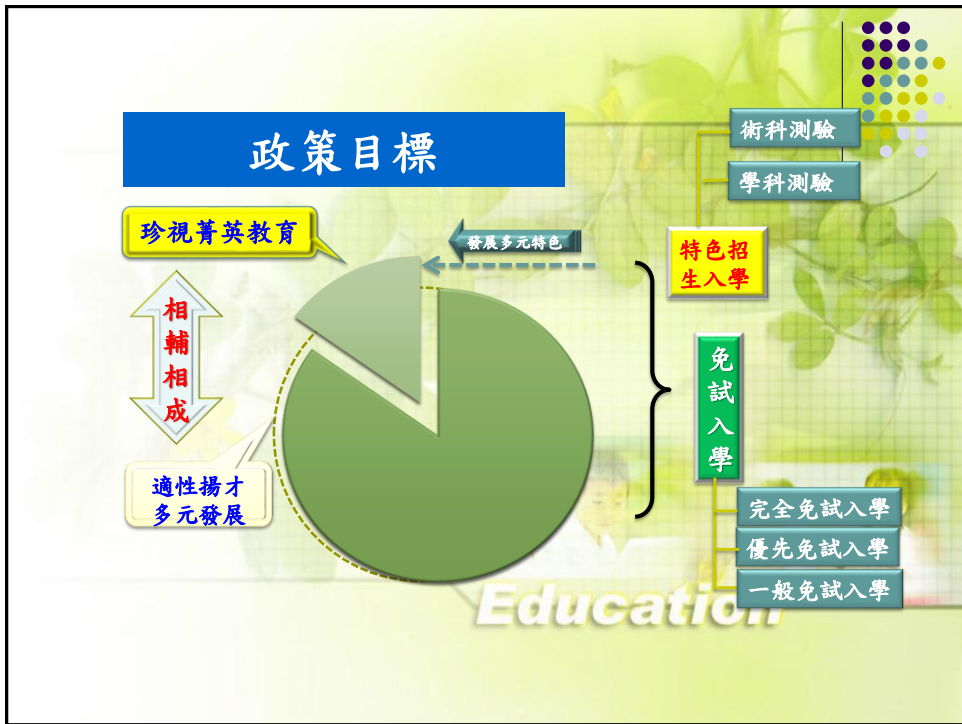 政策目標
珍視菁英教育
發展多元特色
相
輔
相
成
適性揚才
多元發展
術科測驗
學科測驗
特色招
生入學
免
試
入
學
完全免試入學
優先免試入學
一般免試入學
Education